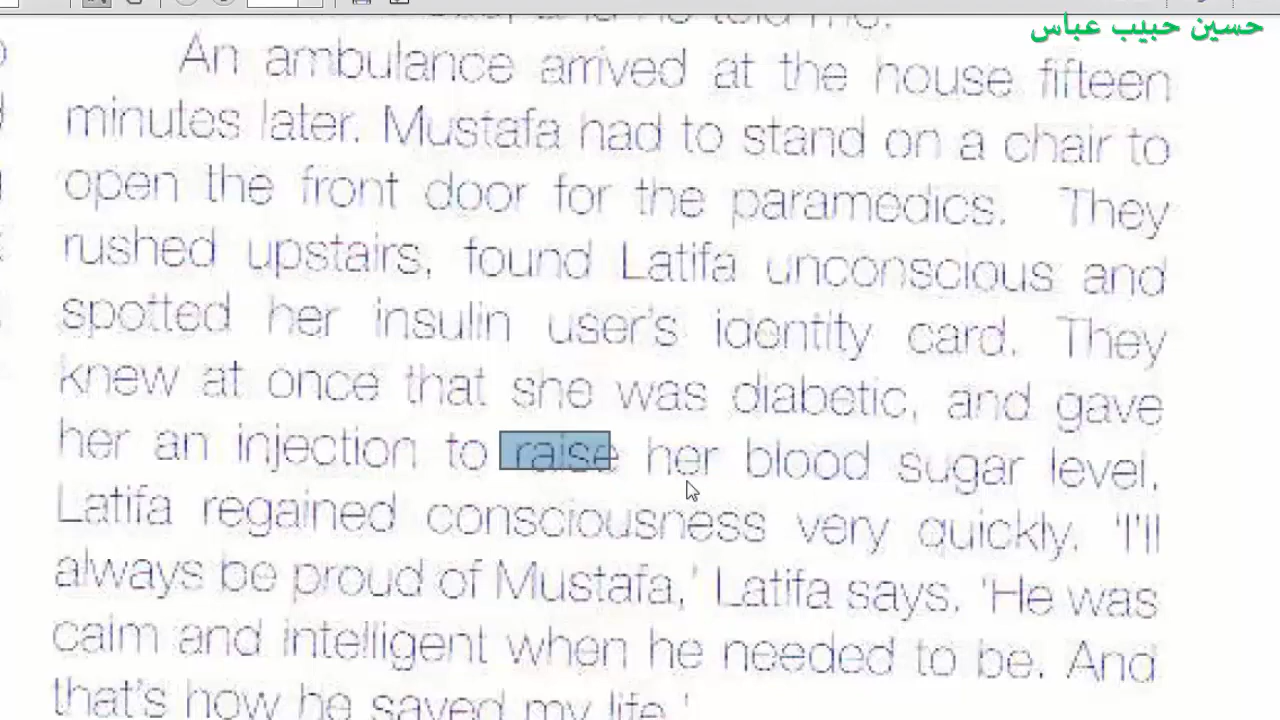 حسين حبيب عباس
An ambulance arrived at the house fifteen
minutes later. Mustafa had to stand on a chair to
open the front door for the paramedics. They
rushed upstairs, found Latifa unconscious and
spotted her insulin user's identity card. They
knew at once that she was diabetic, and gave
her an injection to raise her blood sugar level.
Latifa regained consciousness very quickly. 'I'll
always be proud of Mustafa,' Latifa says. 'He was
calm and intelligent when he needed to be. And
that's how he saved my life.'